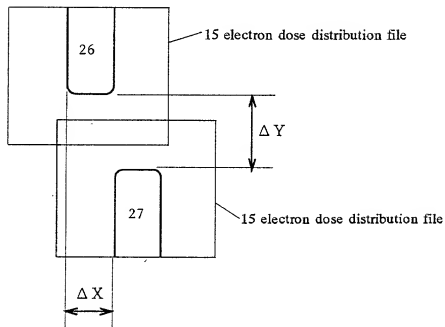 15 electron dose distribution file
26
Δ Y
27
15 electron dose distribution file
Δ X